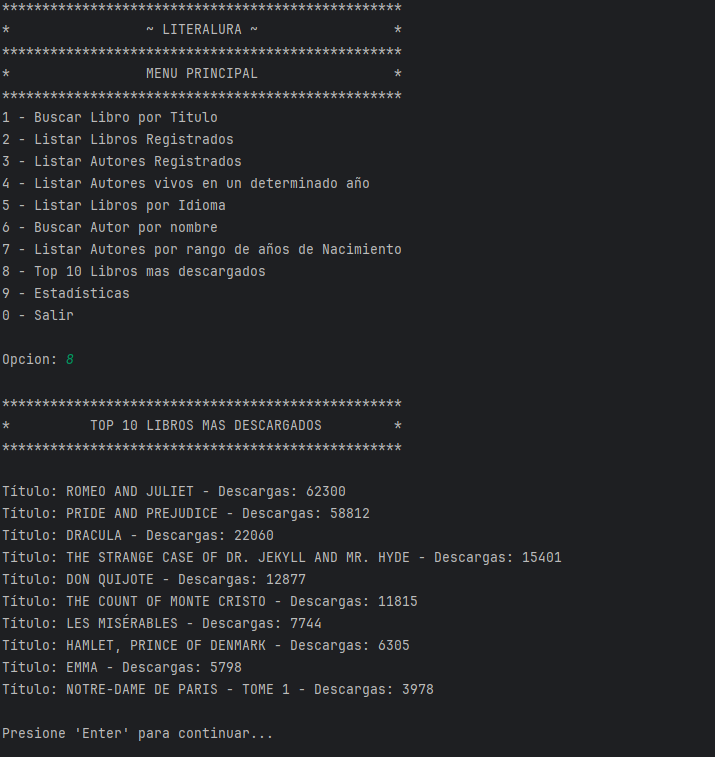 **************************************************
*                 ~ LITERALURA ~                 *
**************************************************
*                 MENU PRINCIPAL                 *
**************************************************
1 - Buscar Libro por Titulo
2 - Listar Libros Registrados
3 - Listar Autores Registrados
4 - Listar Autores vivos en un determinado año
5 - Listar Libros por Idioma
6 - Buscar Autor por nombre
7 - Listar Autores por rango de años de Nacimiento
8 - Top 10 Libros mas descargados
9 - Estadísticas
0 - Salir
Opcion: 8
**************************************************
*          TOP 10 LIBROS MAS DESCARGADOS         *
**************************************************
Título: ROMEO AND JULIET - Descargas: 62300
Título: PRIDE AND PREJUDICE - Descargas: 58812
Título: DRACULA - Descargas: 22060
Título: THE STRANGE CASE OF DR. JEKYLL AND MR. HYDE - Descargas: 15401
Título: DON QUIJOTE - Descargas: 12877
Título: THE COUNT OF MONTE CRISTO - Descargas: 11815
Título: LES MISÉRABLES - Descargas: 7744
Título: HAMLET, PRINCE OF DENMARK - Descargas: 6305
Título: EMMA - Descargas: 5798
Título: NOTRE-DAME DE PARIS - TOME 1 - Descargas: 3978
Presione 'Enter' para continuar...